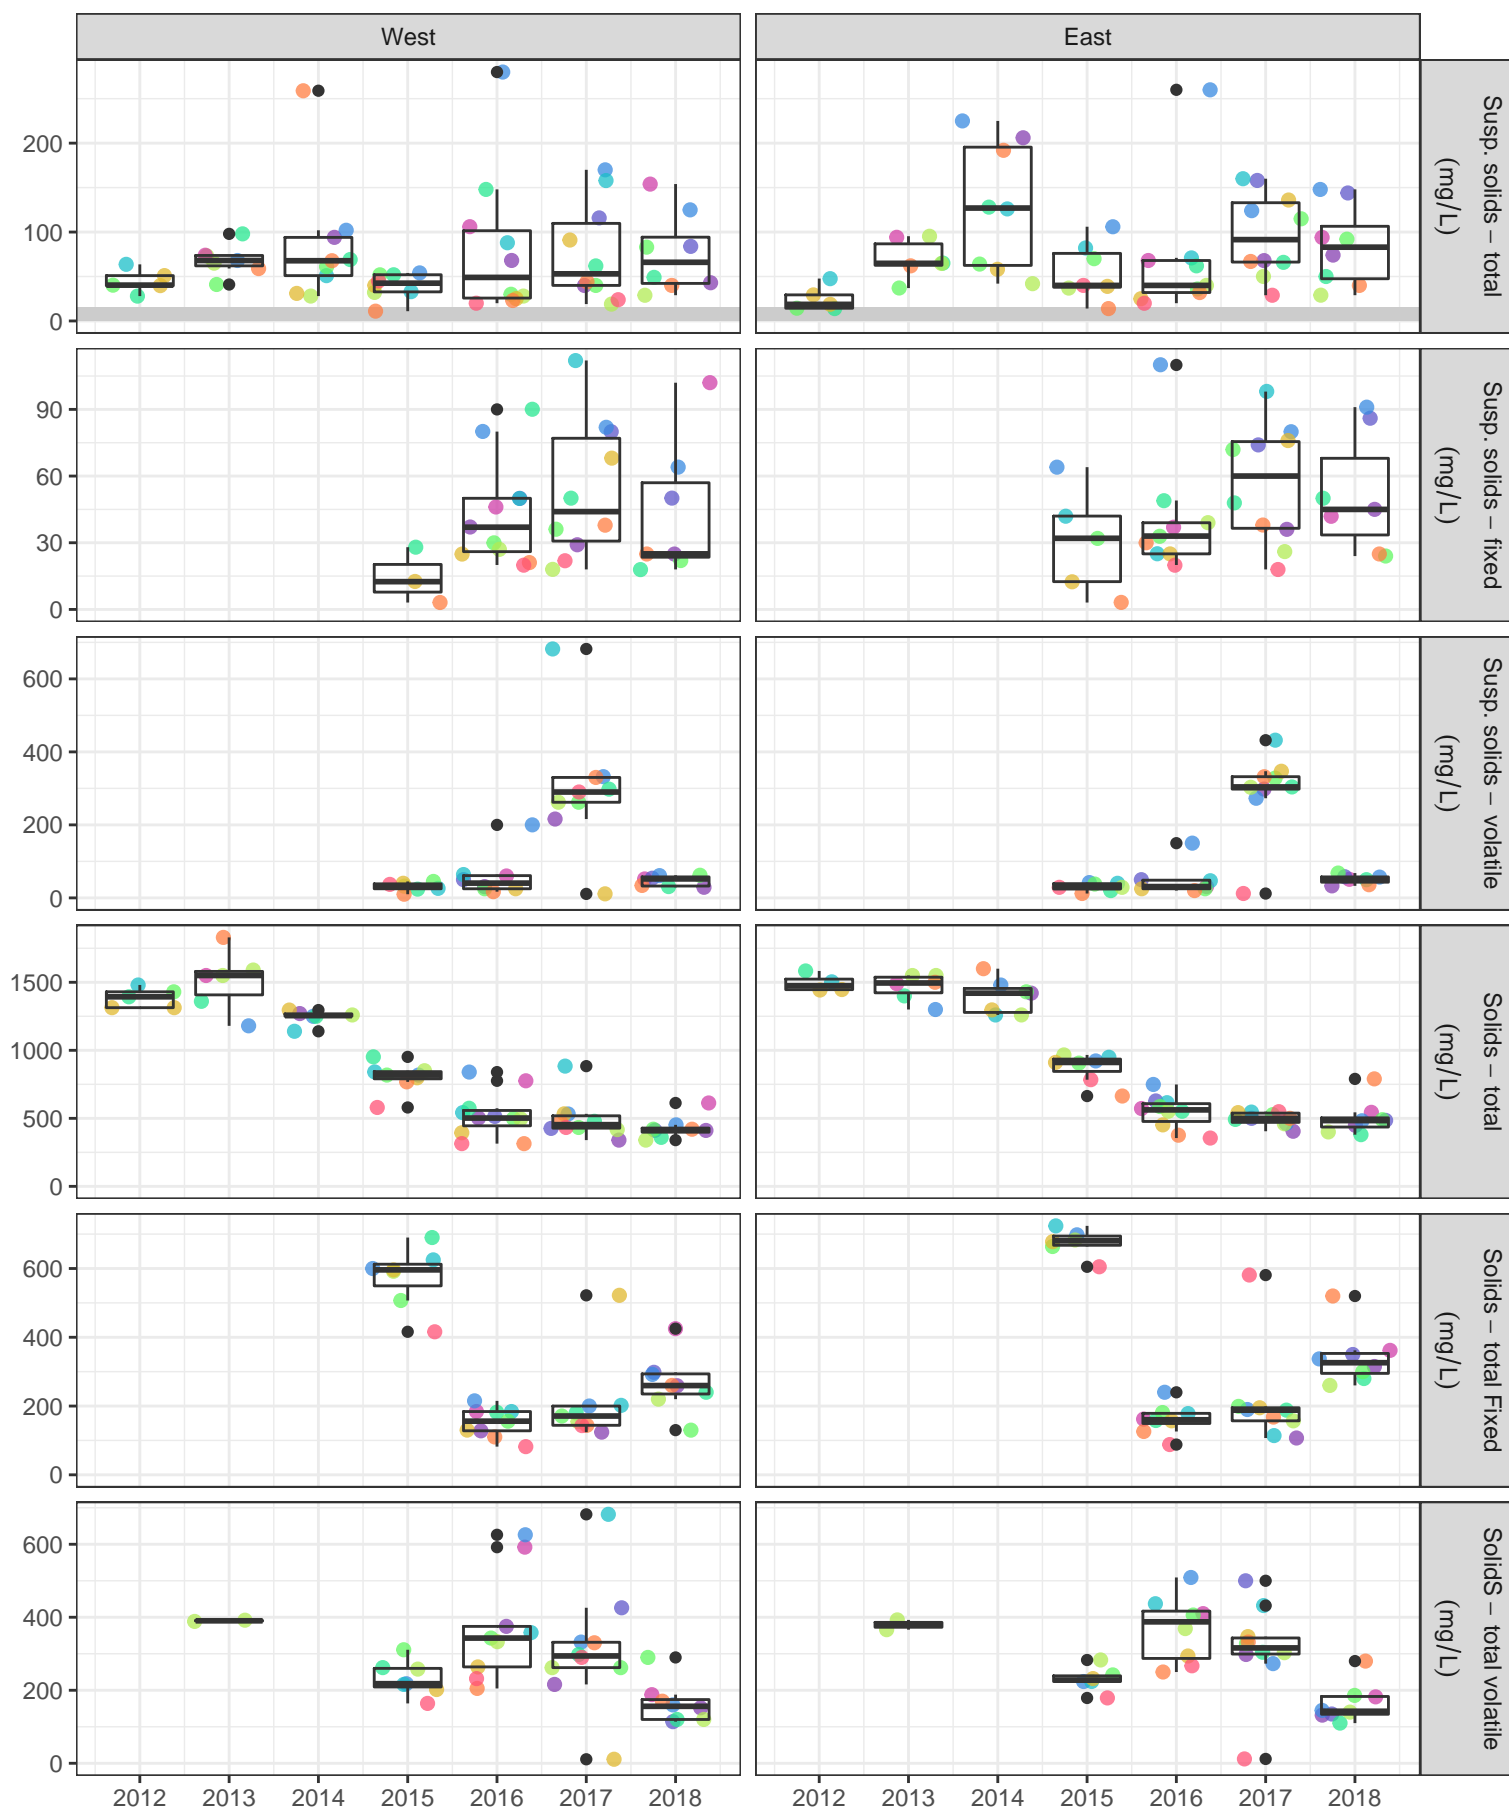 West
East
Susp. solids – total
(mg/L)
0
100
200
Susp. solids – fixed
(mg/L)
0
30
60
90
Susp. solids – volatile
(mg/L)
0
200
400
600
Solids – total
(mg/L)
0
500
1000
1500
Solids – total Fixed
(mg/L)
0
200
400
600
SolidS – total volatile
(mg/L)
0
200
400
600
2012 2013 2014 2015 2016 2017 2018
2012 2013 2014 2015 2016 2017 2018